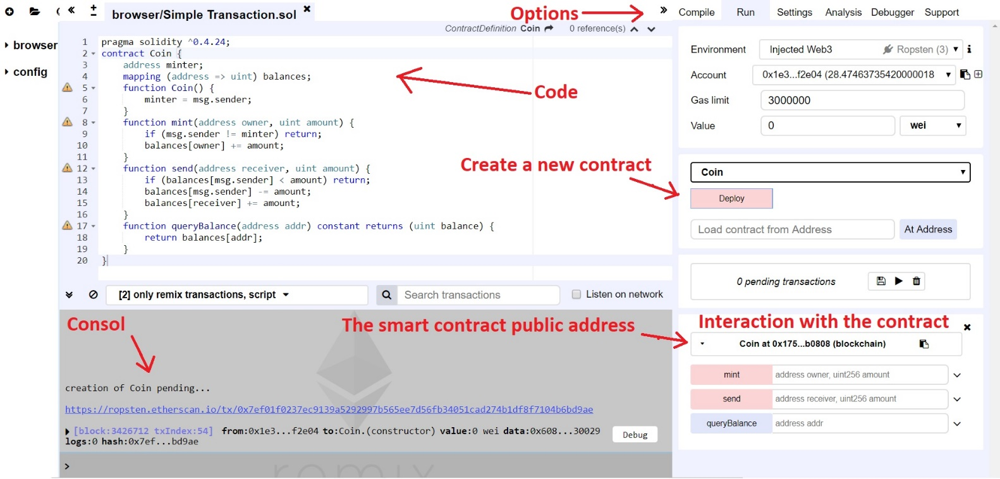 browser/Simple Transaction.sol
Options
Compile Run Settings Analysis Debugger Support
ContractDefinition Coin 0 reference(s)
browser
config
1 pragma solidity ^0.4.24;
2 contract Coin {
3 address minter;
4 mapping (address => uint) balances;
5 function Coin() {
6 minter = msg.sender;
7 }
8 function mint(address owner, uint amount) {
9 if (msg.sender != minter) return;
10 balances[owner] += amount;
11 }
12 function send(address receiver, uint amount) {
13 if (balances[msg.sender] < amount) return;
14 balances[msg.sender] -= amount;
15 balances[receiver] += amount;
16 }
17 function queryBalance(address addr) constant returns (uint balance) {
18 return balances[addr];
19 }
20 }
Code
Environment Injected Web3 Ropsten (3)
Account 0x1e3...f2e04 (28.47463735420000018
Gas limit 3000000
Value 0 wei
Create a new contract
Coin
Deploy
Load contract from Address At Address
0 pending transactions
[2] only remix transactions, script Search transactions Listen on network
Consol
The smart contract public address
Interaction with the contract
Coin at 0x175...b0808 (blockchain)
mint address owner, uint256 amount
send address receiver, uint256 amount
queryBalance address addr
creation of Coin pending...
https://ropsten.etherscan.io/tx/0x7ef01f0237ec9139a5292997b565ee7d56fb34051cad274b1df8f7104b6bd9ae
[block:3426712 txIndex:54] from:0x1e3...f2e04 to:Coin.(constructor) value:0 wei data:0x608...30029
logs:0 hash:0x7ef...bd9ae
Debug
>
remix